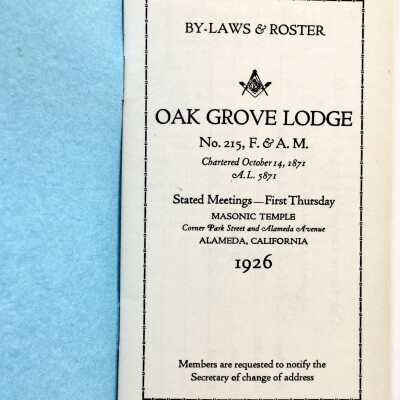 BY-LAWS & ROSTER
OAK GROVE LODGE
No. 215, F. & A. M.
Chartered October 14, 1871
A.L. 5871
Stated Meetings—First Thursday
MASONIC TEMPLE
Corner Park Street and Alameda Avenue
ALAMEDA, CALIFORNIA
1926
Members are requested to notify the
Secretary of change of address